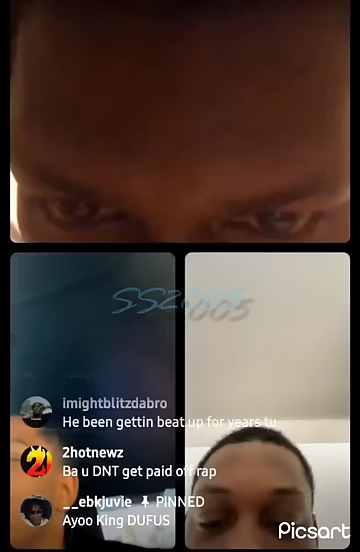 imightblitzdabro
He been gettin beat up for years tu
2hotnewz
Ba u DNT get paid off rap
__ebkjuvie PINNED
Ayoo King DUFUS
Picsart